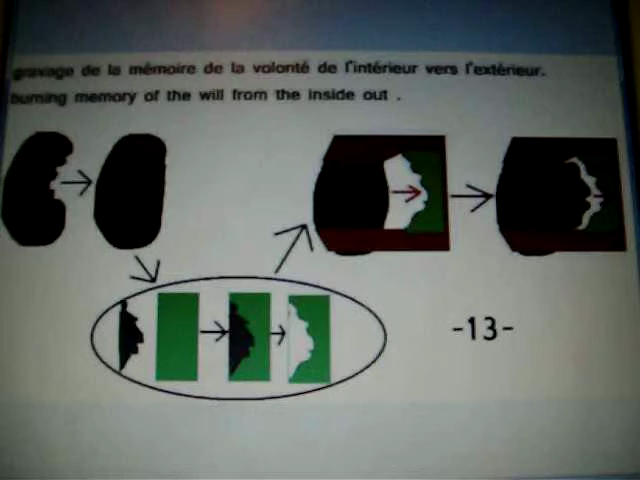 gravage de la mémoire de la volonté de l'intérieur vers l'extérieur.
burning memory of the will from the inside out .
-13-